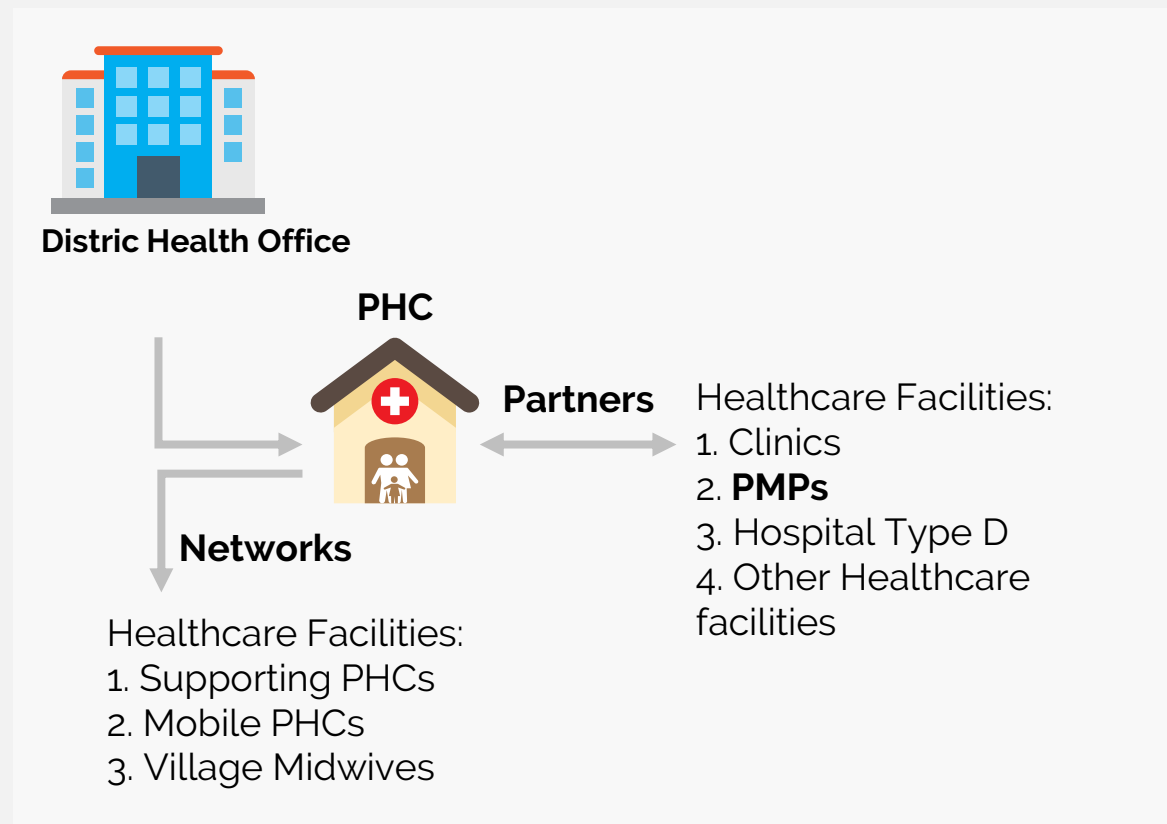 Distric Health Office
PHC
Partners
Healthcare Facilities:
1. Clinics
2. PMPs
3. Hospital Type D
4. Other Healthcare
facilities
Networks
Healthcare Facilities:
1. Supporting PHCs
2. Mobile PHCs
3. Village Midwives